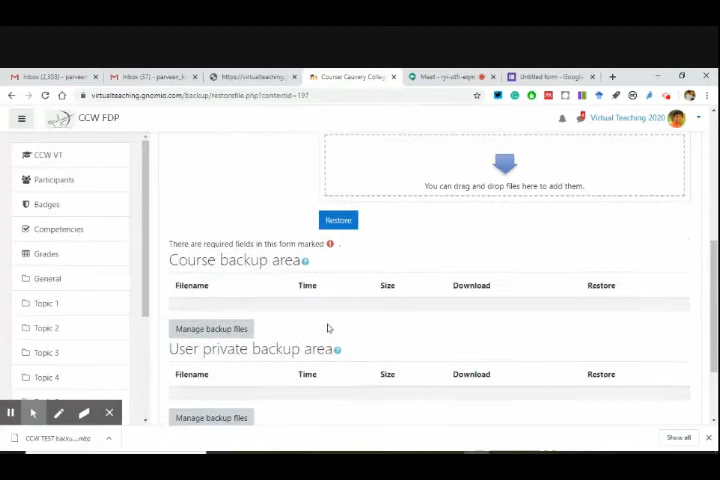 Inbox (2,353) - parveen
Inbox (37) - parveen_
https://virtualteaching.gn
Course: Cauvery Colleg
Meet - ryi-utfi-eqm
Untitled form - Google
virtualteaching.gnomio.com/backup/restorefile.php?contextid=197
CCW FDP
Virtual Teaching 2020
CCW VT
Participants
Badges
Competencies
Grades
General
Topic 1
Topic 2
Topic 3
Topic 4
You can drag and drop files here to add them.
Restore
There are required fields in this form marked .
Course backup area
Filename Time Size Download Restore
Manage backup files
User private backup area
Filename Time Size Download Restore
Manage backup files
CCW TEST backu....mbz
Show all